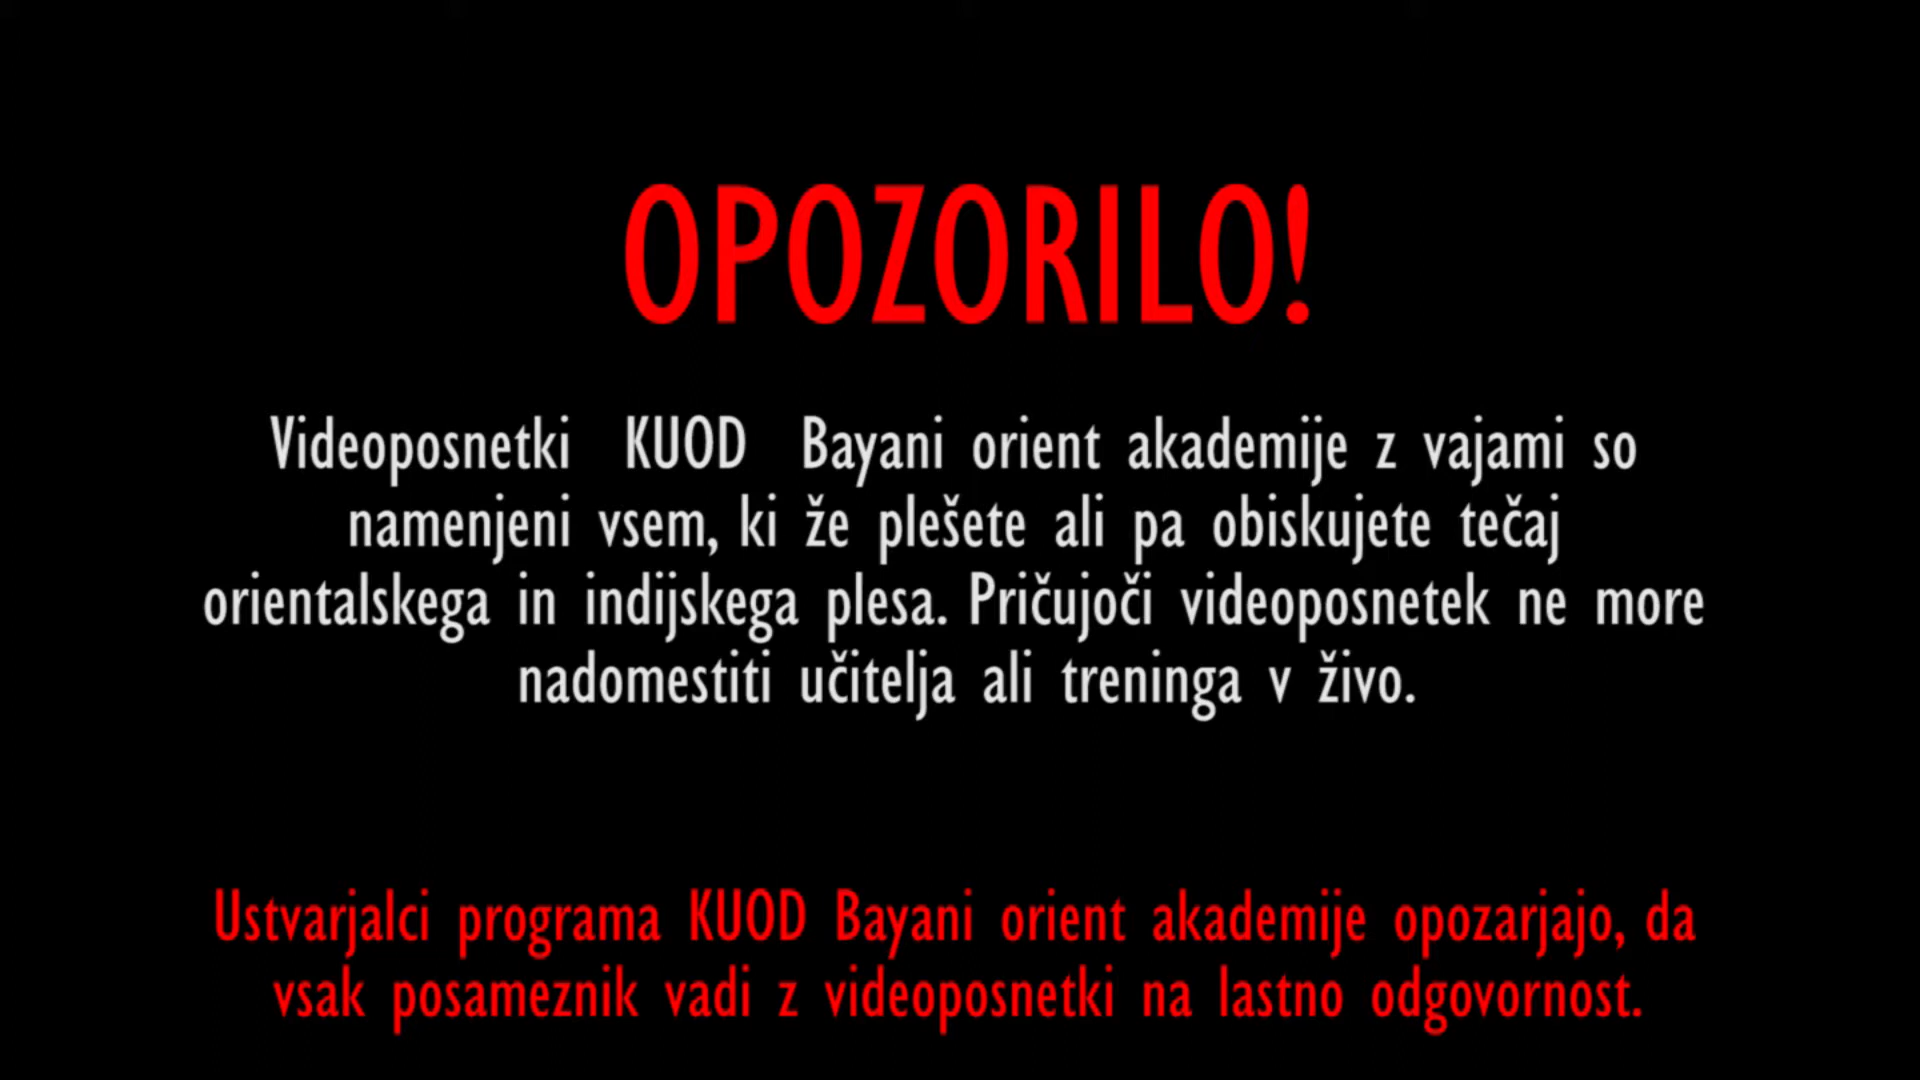 OPOZORILO!
Videoposnetki KUOD Bayani orient akademije z vajami so
namenjeni vsem, ki že plešete ali pa obiskujete tečaj
orientalskega in indijskega plesa. Pričujoči videoposnetek ne more
nadomestiti učitelja ali treninga v živo.
Ustvarjalci programa KUOD Bayani orient akademije opozarjajo, da
vsak posameznik vadi z videoposnetki na lastno odgovornost.